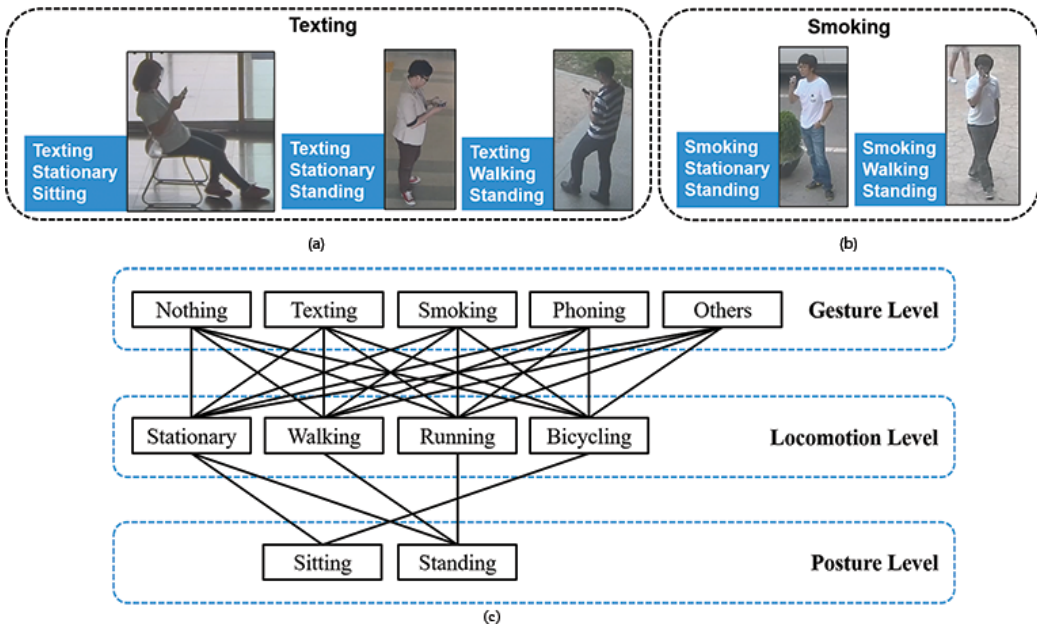 Texting
Smoking
Texting
Stationary
Sitting
Texting
Stationary
Standing
Texting
Walking
Standing
Smoking
Stationary
Standing
Smoking
Walking
Standing
(a)
(b)
Nothing Texting Smoking Phoning Others Gesture Level
Stationary Walking Running Bicycling Locomotion Level
Sitting Standing Posture Level
(c)